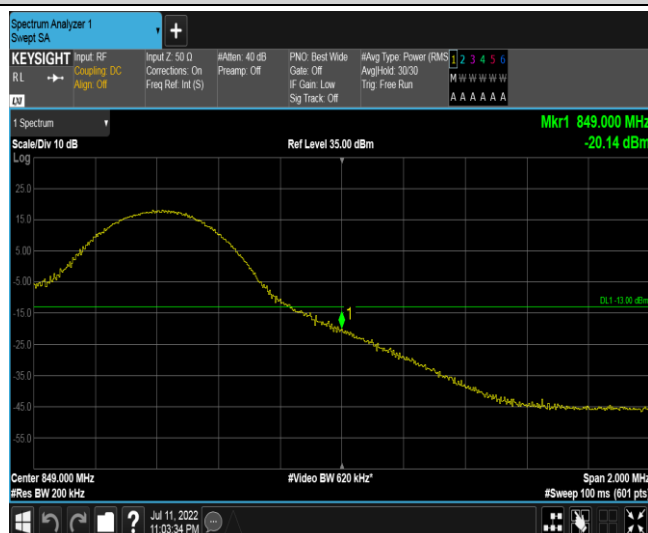 Spectrum Analyzer 1
Swept SA
KEYSIGHT
RL
LXI
Input: RF
Coupling: DC
Align: Off
Input Z: 50 Ω
Corrections: On
Freq Ref: Int (S)
#Atten: 40 dB
Preamp: Off
PNO: Best Wide
Gate: Off
IF Gain: Low
Sig Track: Off
#Avg Type: Power (RMS
Avg|Hold: 30/30
Trig: Free Run
1 2 3 4 5 6
M W W W W W
A A A A A A
1 Spectrum
Scale/Div 10 dB
Ref Level 35.00 dBm
Mkr1 849.000 MHz
-20.14 dBm
Log
25.0
15.0
5.00
-5.00
-15.0
-25.0
-35.0
-45.0
-55.0
DL1 -13.00 dBm
1
Center 849.000 MHz
#Video BW 620 kHz*
Span 2.000 MHz
#Res BW 200 kHz
#Sweep 100 ms (601 pts)
Jul 11, 2022
11:03:34 PM